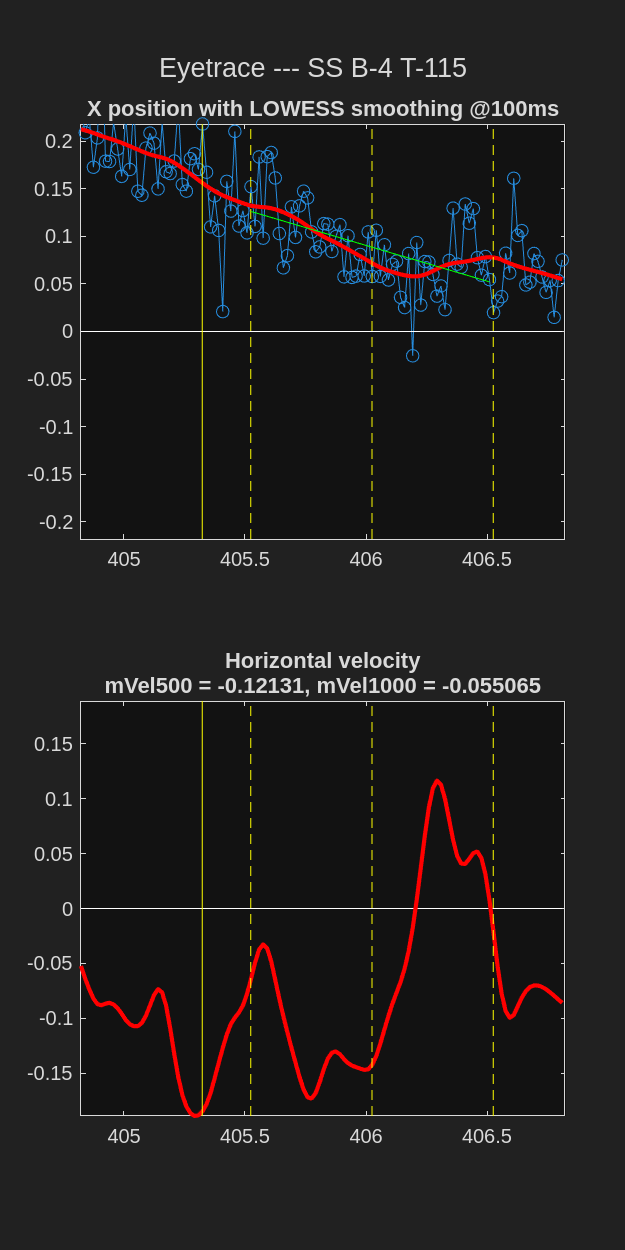 Eyetrace --- SS B-4 T-115
X position with LOWESS smoothing @100ms
0.2
0.15
0.1
0.05
0
-0.05
-0.1
-0.15
-0.2
405 405.5 406 406.5
Horizontal velocity
mVel500 = -0.12131, mVel1000 = -0.055065
0.15
0.1
0.05
0
-0.05
-0.1
-0.15
405 405.5 406 406.5